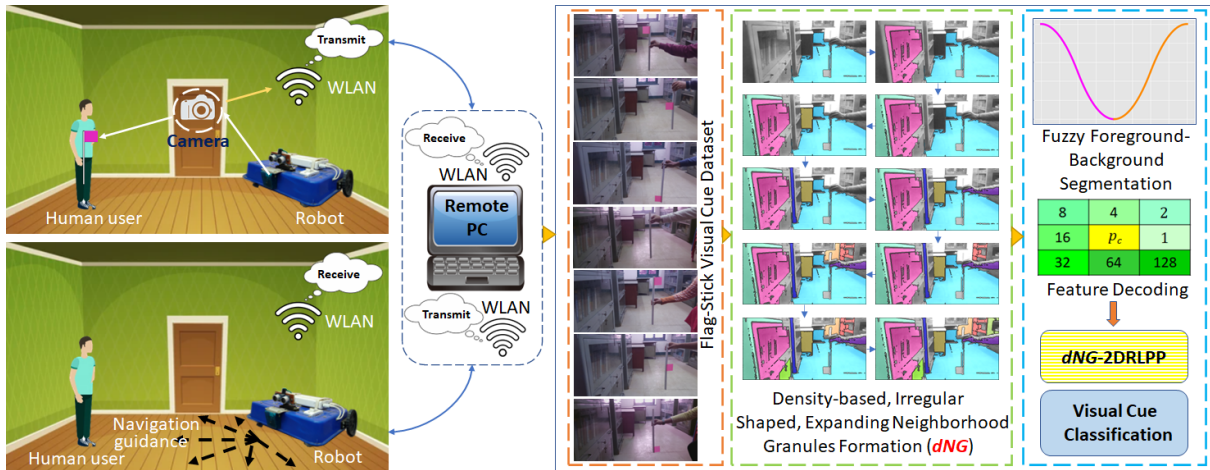 Transmit
WLAN
Camera
Human user
Robot
Receive
WLAN
Navigation
guidance
Human user
Robot
Receive
WLAN
Remote
PC
Transmit
WLAN
Flag-Stick Visual Cue Dataset
Density-based, Irregular
Shaped, Expanding Neighborhood
Granules Formation (dNG)
Fuzzy Foreground-
Background
Segmentation
8 4 2
16 pc 1
32 64 128
Feature Decoding
dNG-2DRLPP
Visual Cue
Classification